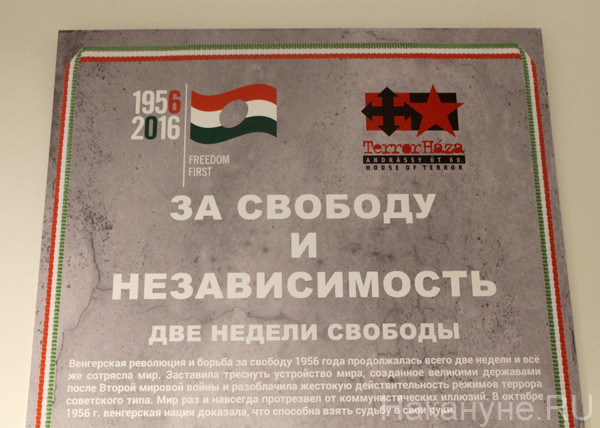 1956
2016
FREEDOM
FIRST
TerrorHáza
ANDRÁSSY ÚT 60.
HOUSE OF TERROR
ЗА СВОБОДУ
И
НЕЗАВИСИМОСТЬ
ДВЕ НЕДЕЛИ СВОБОДЫ
Венгерская революция и борьба за свободу 1956 года продолжалась всего две недели и всё
же сотрясла мир. Заставила треснуть устройство мира, созданное великими державами
после Второй мировой войны и разоблачила жестокую действительность режимов террора
советского типа. Мир раз и навсегда протрезвел от коммунистических иллюзий. В октябре
1956 г. венгерская нация доказала, что способна взять судьбу в свои руки.
Накануне.RU